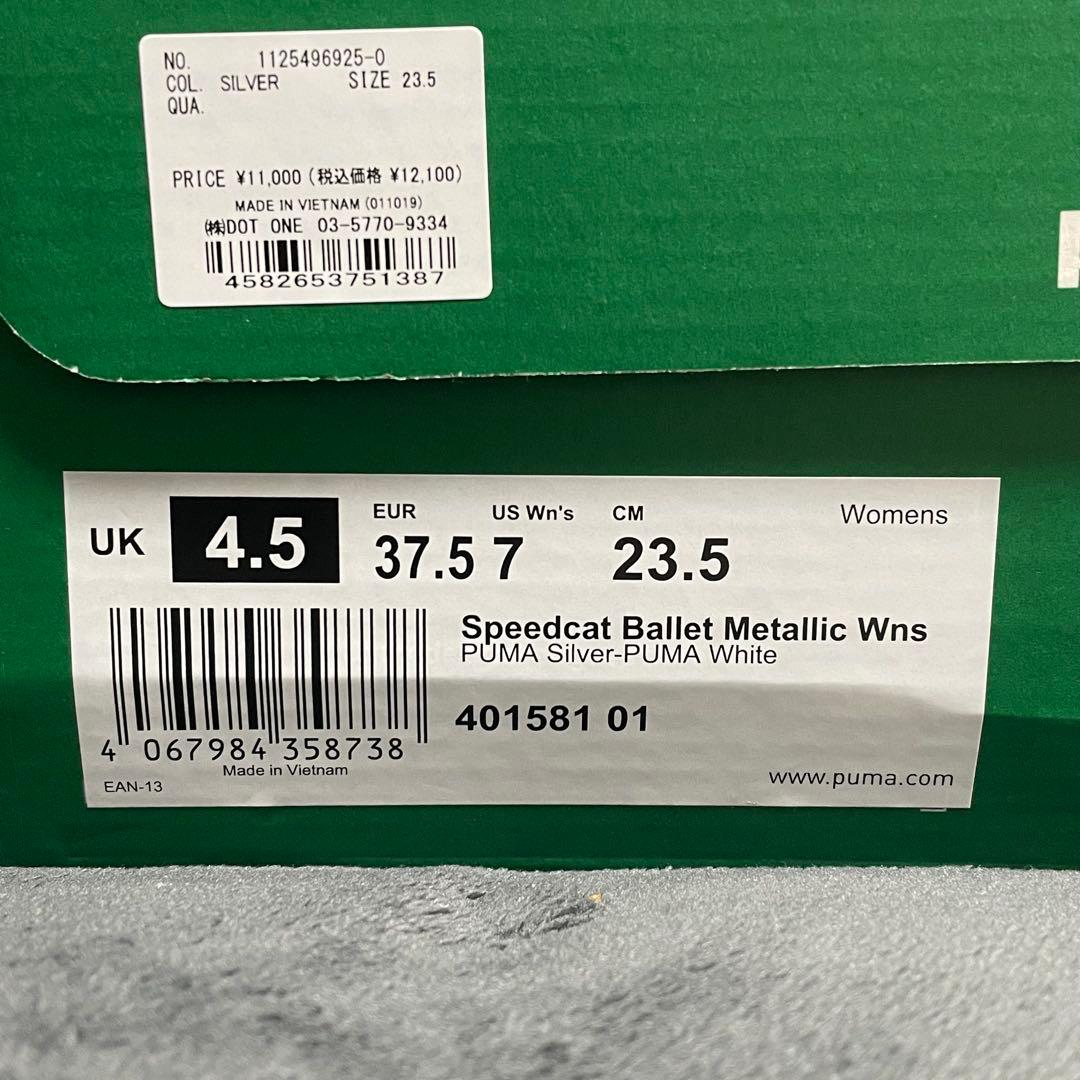 NO. 1125496925-0
COL. SILVER SIZE 23.5
QUA.
PRICE ¥11,000 (税込価格 ¥12,100)
MADE IN VIETNAM (011019)
㈱DOT ONE 03-5770-9334
4582653751387
UK 4.5 EUR 37.5 US Wn's 7 CM 23.5 Womens
Speedcat Ballet Metallic Wns
PUMA Silver-PUMA White
401581 01
4 067984 358738
Made in Vietnam
EAN-13
www.puma.com